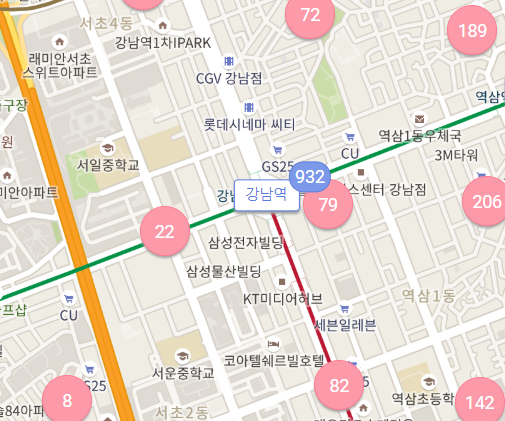 서초4동
72
189
강남역1차IPARK
래미안서초
스위트아파트
CGV 강남점
롯데시네마 씨티
역삼1동우체국
서일중학교
GS25
CU
3M타워
932
강남역
79
206
22
삼성전자빌딩
삼성물산빌딩
KT미디어허브
역삼1동
CU
세븐일레븐
서운중학교
코아텔쉐르빌호텔
82
8
서초2동
역삼초등학
142